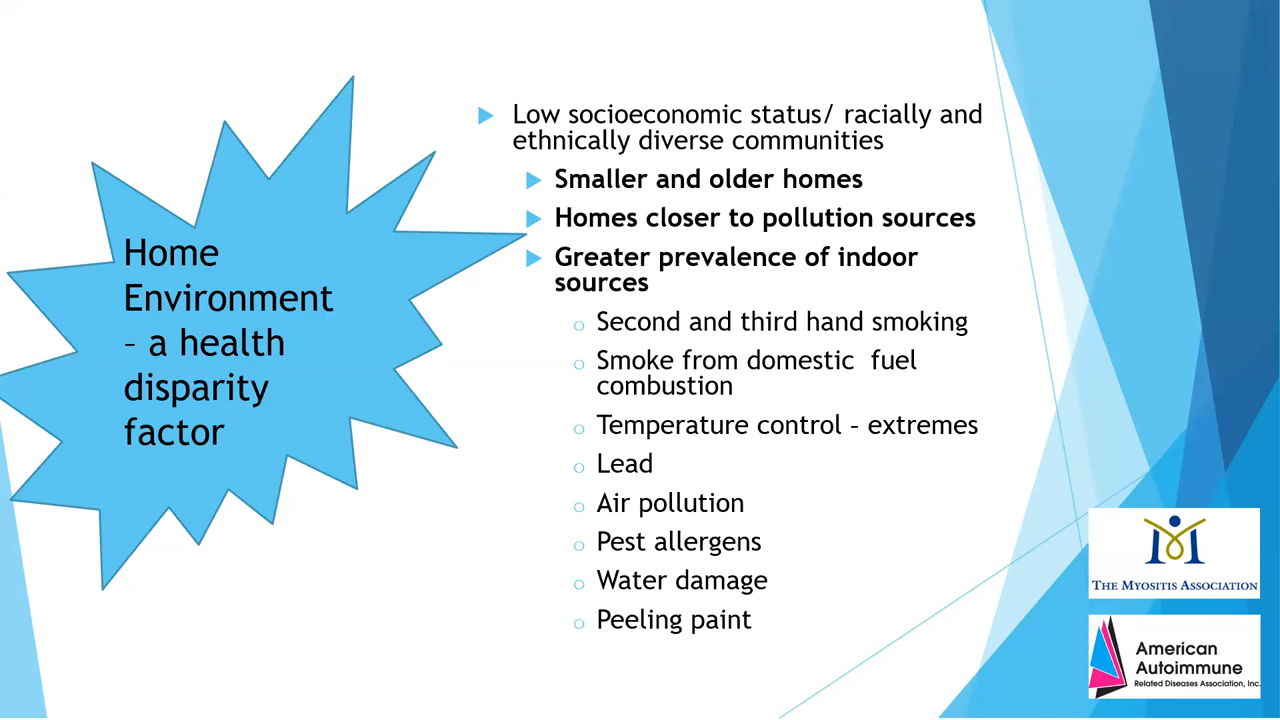 Home
Environment
– a health
disparity
factor
Low socioeconomic status/ racially and
ethnically diverse communities
Smaller and older homes
Homes closer to pollution sources
Greater prevalence of indoor
sources
Second and third hand smoking
Smoke from domestic  fuel
combustion
Temperature control – extremes
Lead
Air pollution
Pest allergens
Water damage
Peeling paint
THE MYOSITIS ASSOCIATION
American
Autoimmune
Related Diseases Association, Inc.